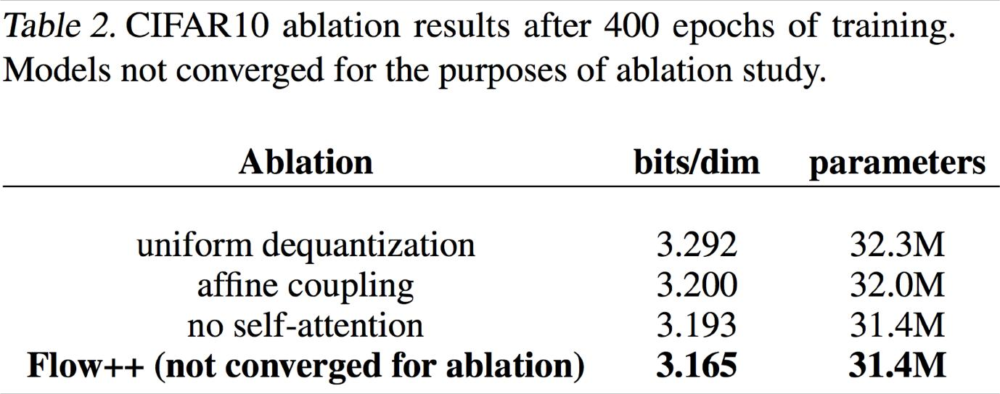 Table 2. CIFAR10 ablation results after 400 epochs of training.
Models not converged for the purposes of ablation study.
Ablation bits/dim parameters
uniform dequantization 3.292 32.3M
affine coupling 3.200 32.0M
no self-attention 3.193 31.4M
Flow++ (not converged for ablation) 3.165 31.4M